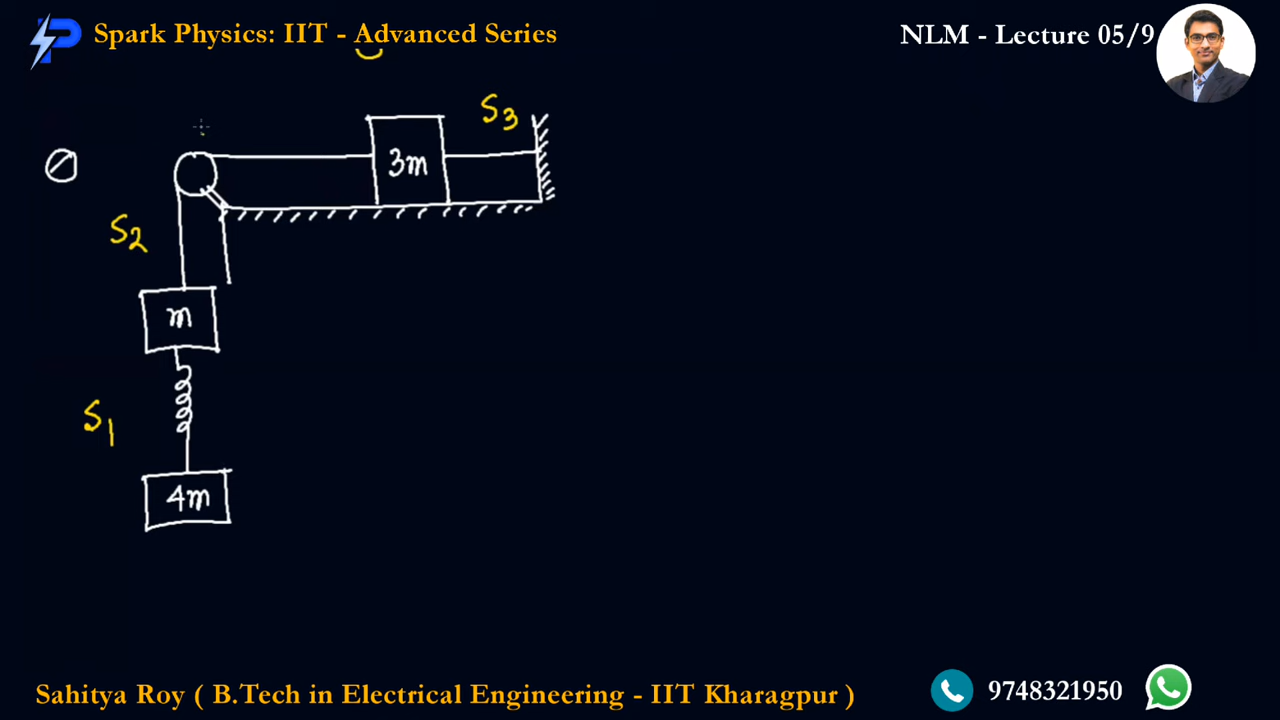 Spark Physics: IIT - Advanced Series
NLM - Lecture 05/9
S3
3m
S2
m
S1
4m
Sahitya Roy ( B.Tech in Electrical Engineering - IIT Kharagpur )
9748321950